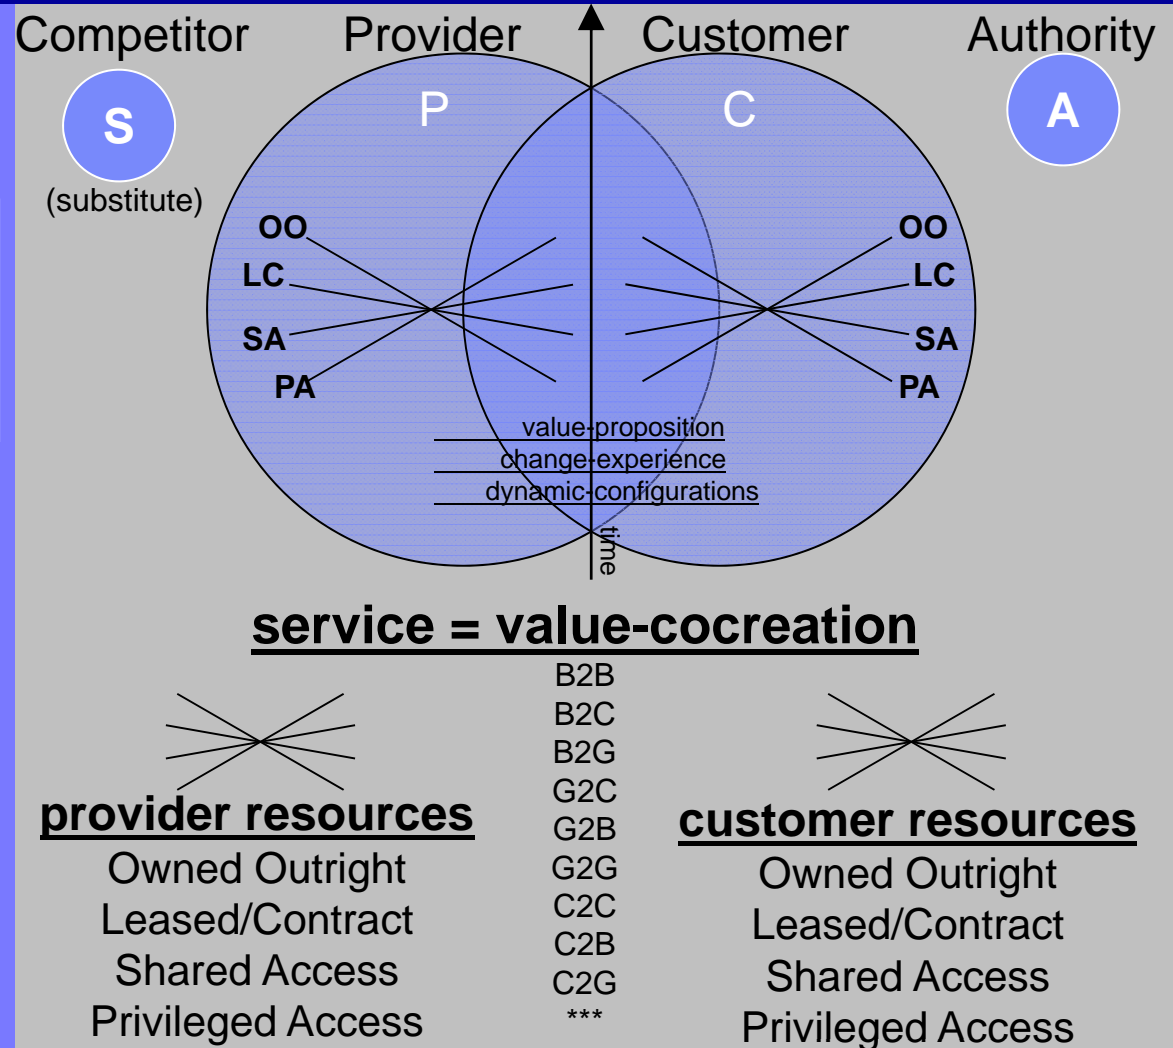 Competitor
Provider
Customer
Authority
P
C
S
A
(substitute)
OO
LC
SA
PA
OO
LC
SA
PA
value-proposition
change-experience
dynamic-configurations
time
service = value-cocreation
B2B
B2C
B2G
G2C
G2B
G2G
C2C
C2B
C2G
***
provider resources
Owned Outright
Leased/Contract
Shared Access
Privileged Access
customer resources
Owned Outright
Leased/Contract
Shared Access
Privileged Access